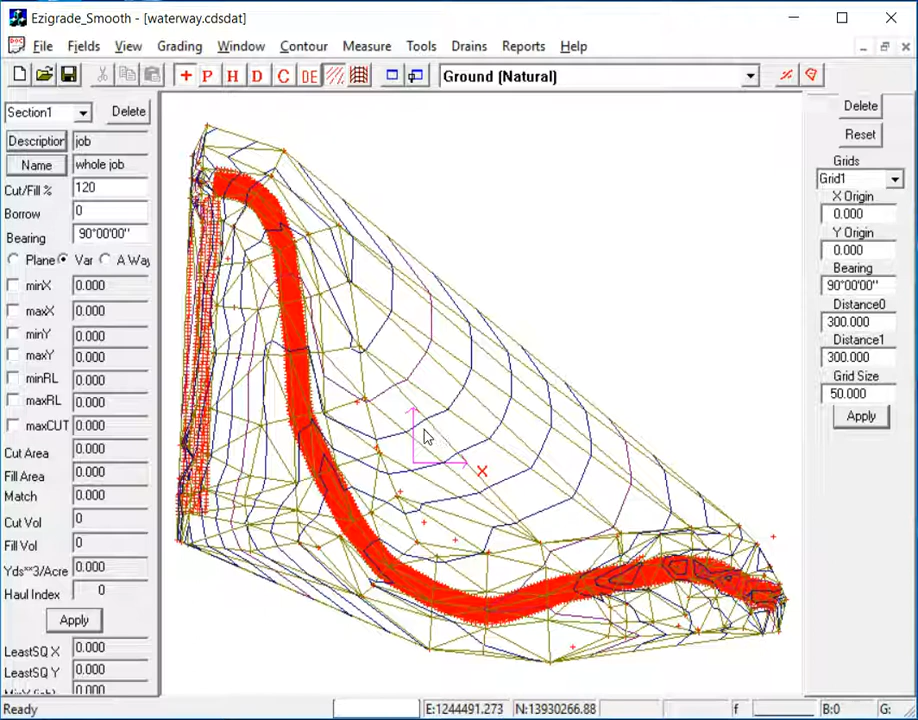 Ezigrade_Smooth - [waterway.cdsdat]
File Fields View Grading Window Contour Measure Tools Drains Reports Help
P H D C DE Ground (Natural)
Section1 Delete
Description job
Name whole job
Cut/Fill % 120
Borrow 0
Bearing 90°00'00"
Plane Var A Way
minX 0.000
maxX 0.000
minY 0.000
maxY 0.000
minRL 0.000
maxRL 0.000
maxCUT 0.000
Cut Area 0.000
Fill Area 0.000
Match 0.000
Cut Vol 0
Fill Vol 0
Yds**3/Acre 0.000
Haul Index 0
Apply
LeastSQ X 0.000
LeastSQ Y 0.000
X
Delete
Reset
Grids
Grid1
X Origin
0.000
Y Origin
0.000
Bearing
90°00'00"
Distance0
300.000
Distance1
300.000
Grid Size
50.000
Apply
Ready E:1244491.273 N:13930266.88 f B:0 G: